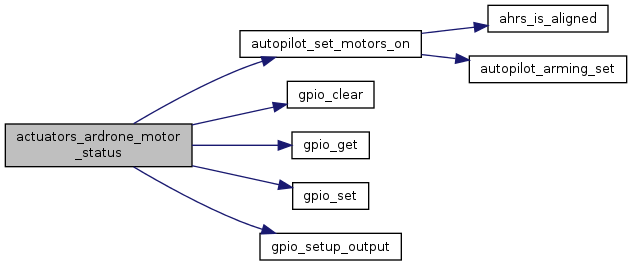 actuators_ardrone_motor
_status
autopilot_set_motors_on
ahrs_is_aligned
autopilot_arming_set
gpio_clear
gpio_get
gpio_set
gpio_setup_output